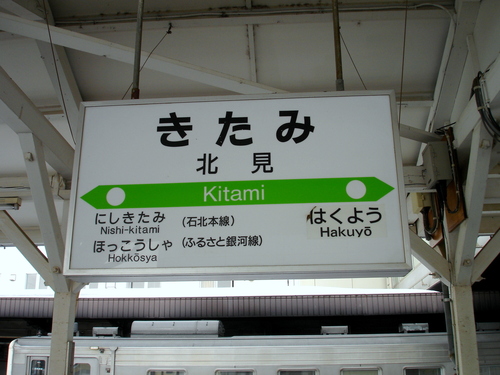 きたみ
北見
Kitami
にしきたみ (石北本線)
Nishi-kitami
ほっこうしゃ (ふるさと銀河線)
Hokkōsya
はくよう
Hakuyō